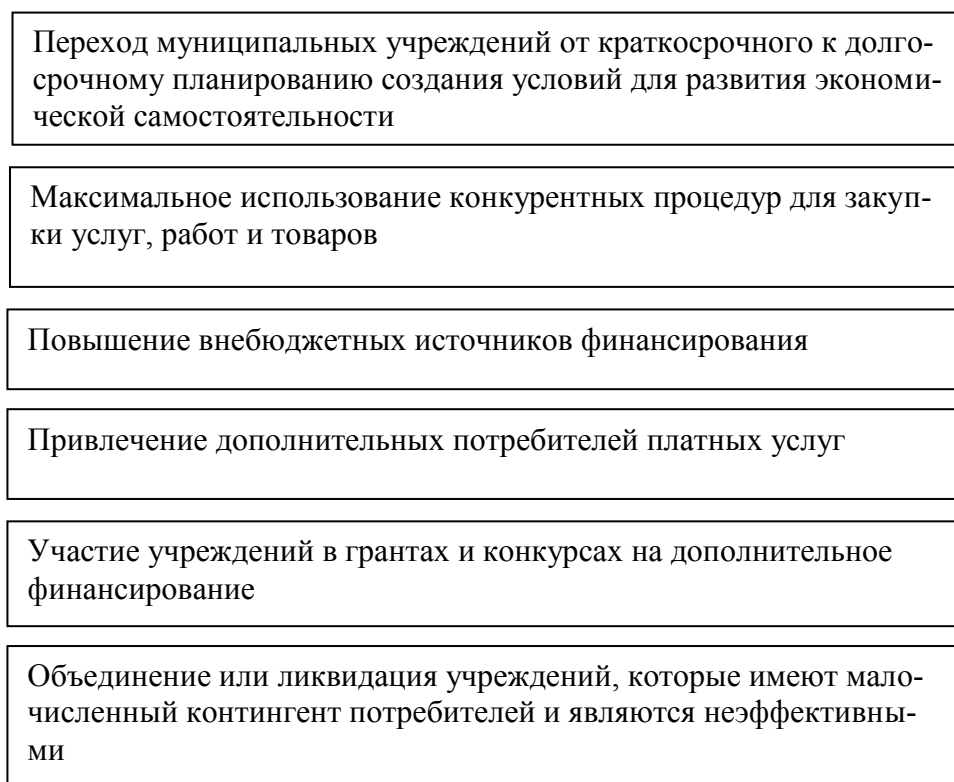 Переход муниципальных учреждений от краткосрочного к долго-
срочному планированию создания условий для развития экономи-
ческой самостоятельности
Максимальное использование конкурентных процедур для закуп-
ки услуг, работ и товаров
Повышение внебюджетных источников финансирования
Привлечение дополнительных потребителей платных услуг
Участие учреждений в грантах и конкурсах на дополнительное
финансирование
Объединение или ликвидация учреждений, которые имеют мало-
численный контингент потребителей и являются неэффективны-
ми